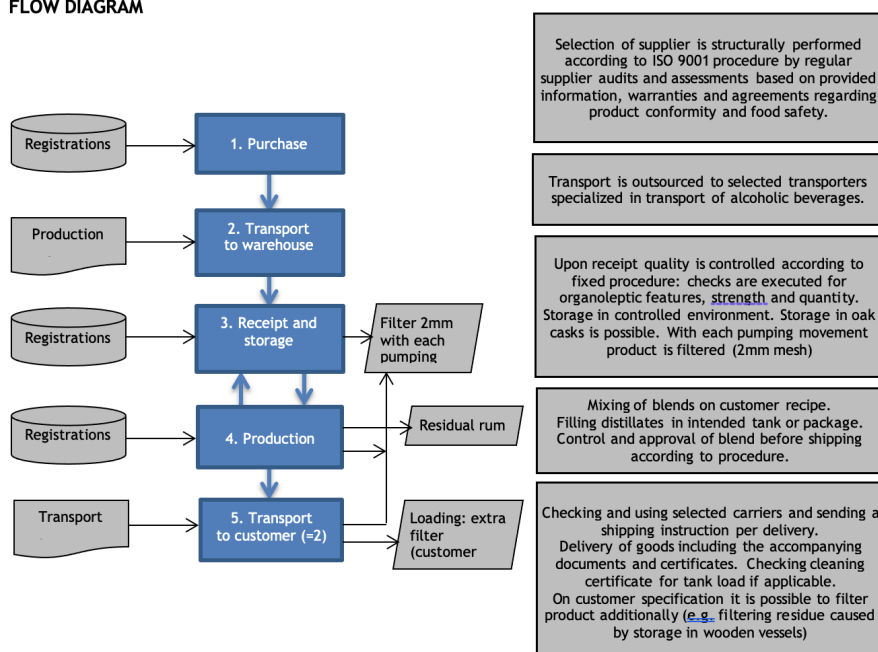 FLOW DIAGRAM
Registrations
1. Purchase
Production
2. Transport
to warehouse
Registrations
3. Receipt and
storage
Filter 2mm
with each
pumping
Registrations
4. Production
Residual rum
Transport
5. Transport
to customer (=2)
Loading: extra
filter
(customer
Selection of supplier is structurally performed
according to ISO 9001 procedure by regular
supplier audits and assessments based on provided
information, warranties and agreements regarding
product conformity and food safety.
Transport is outsourced to selected transporters
specialized in transport of alcoholic beverages.
Upon receipt quality is controlled according to
fixed procedure: checks are executed for
organoleptic features, strength and quantity.
Storage in controlled environment. Storage in oak
casks is possible. With each pumping movement
product is filtered (2mm mesh)
Mixing of blends on customer recipe.
Filling distillates in intended tank or package.
Control and approval of blend before shipping
according to procedure.
Checking and using selected carriers and sending a
shipping instruction per delivery.
Delivery of goods including the accompanying
documents and certificates. Checking cleaning
certificate for tank load if applicable.
On customer specification it is possible to filter
product additionally (e.g. filtering residue caused
by storage in wooden vessels)